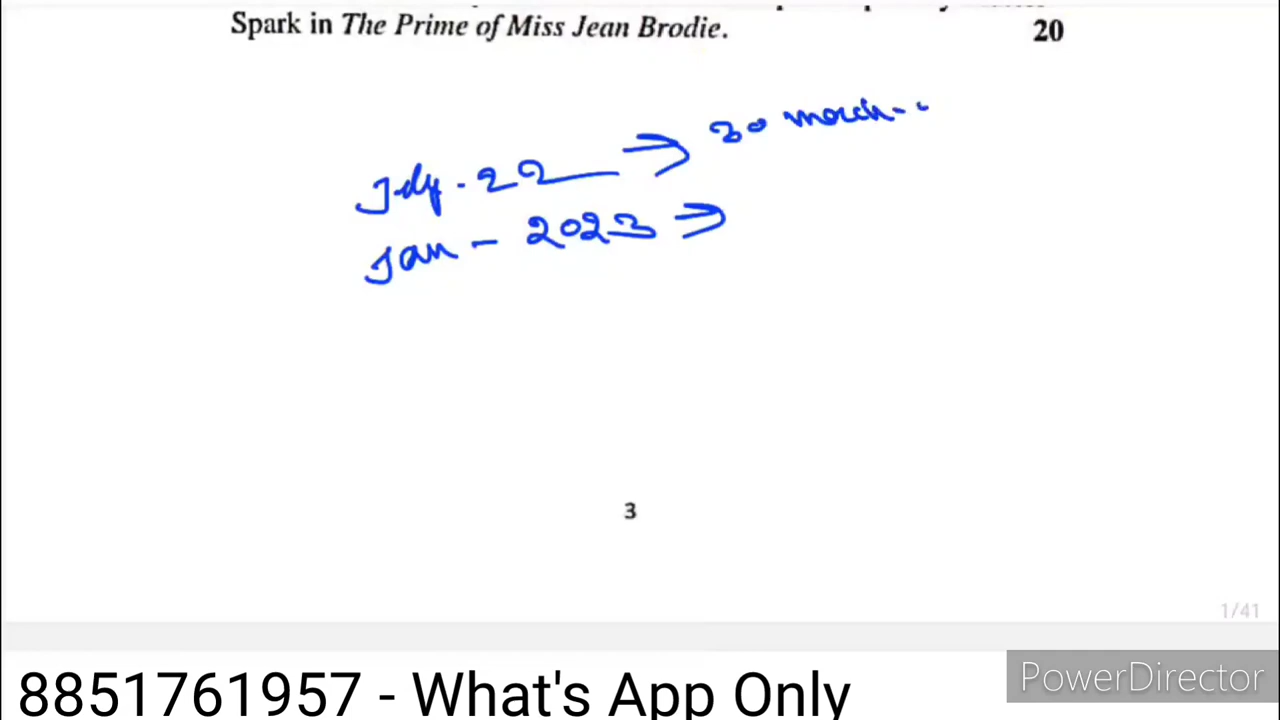 Spark in The Prime of Miss Jean Brodie. 20
July - 22 → 30 march--
Jan - 2023 →
3
1/41
8851761957 - What's App Only
PowerDirector